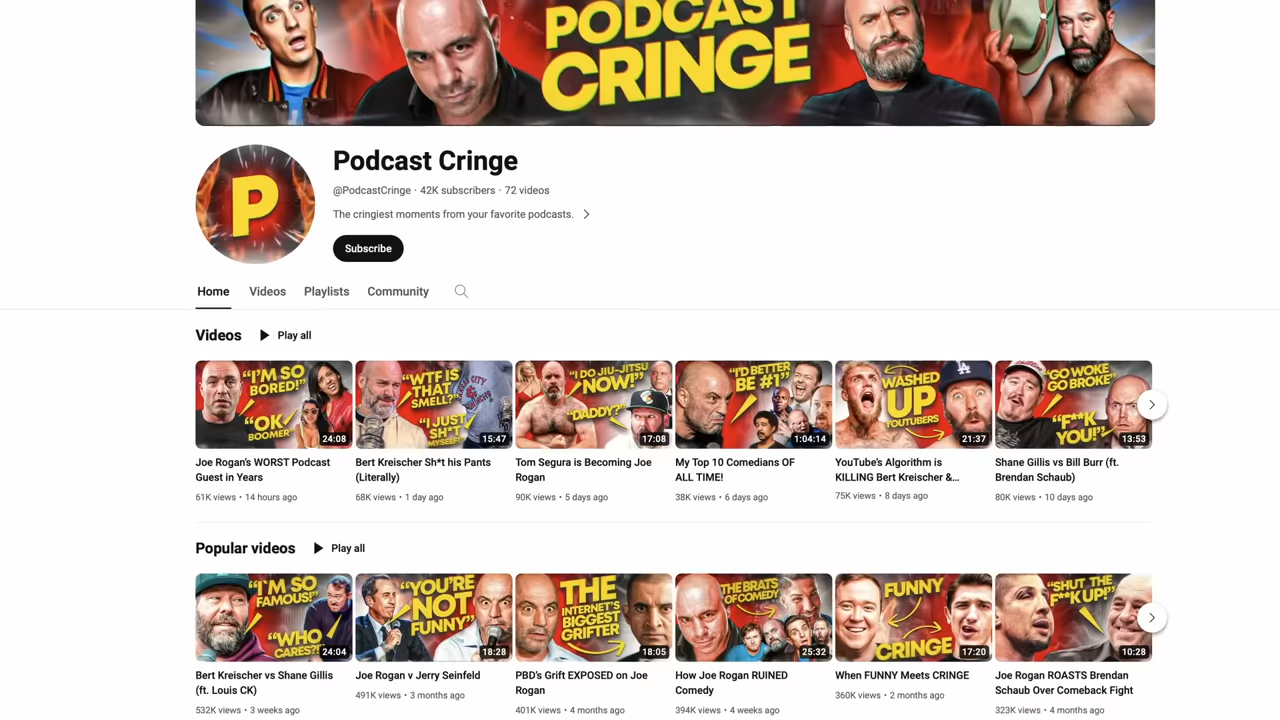 PODCAST
CRINGE
P
Podcast Cringe
@PodcastCringe · 42K subscribers · 72 videos
The cringiest moments from your favorite podcasts.
Subscribe
Home Videos Playlists Community
Videos Play all
"I'M SO BORED!" "OK BOOMER" 24:08
"WTF IS THAT SMELL?" "I JUST SH*T MYSELF" 15:47
"I DO JIU-JITSU NOW!" "DADDY?" 17:08
"I'D BETTER BE #1" 1:04:14
WASHED UP YOUTUBERS LA 21:37
"GO WOKE GO BROKE" "F**K YOU!" 13:53
Joe Rogan's WORST Podcast
Guest in Years
61K views • 14 hours ago
Bert Kreischer Sh*t his Pants
(Literally)
68K views • 1 day ago
Tom Segura is Becoming Joe
Rogan
90K views • 5 days ago
My Top 10 Comedians OF
ALL TIME!
38K views • 6 days ago
YouTube's Algorithm is
KILLING Bert Kreischer &...
75K views • 8 days ago
Shane Gillis vs Bill Burr (ft.
Brendan Schaub)
80K views • 10 days ago
Popular videos Play all
"I'M SO FAMOUS!" "WHO CARES?!" 24:04
"YOU'RE NOT FUNNY" 18:28
THE INTERNET'S BIGGEST GRIFTER 18:05
THE BRATS OF COMEDY 25:32
FUNNY CRINGE 17:20
"SHUT THE F**K UP!" 10:28
Bert Kreischer vs Shane Gillis
(ft. Louis CK)
532K views • 3 weeks ago
Joe Rogan v Jerry Seinfeld
491K views • 3 months ago
PBD's Grift EXPOSED on Joe
Rogan
401K views • 4 months ago
How Joe Rogan RUINED
Comedy
394K views • 4 weeks ago
When FUNNY Meets CRINGE
360K views • 2 months ago
Joe Rogan ROASTS Brendan
Schaub Over Comeback Fight
323K views • 4 months ago